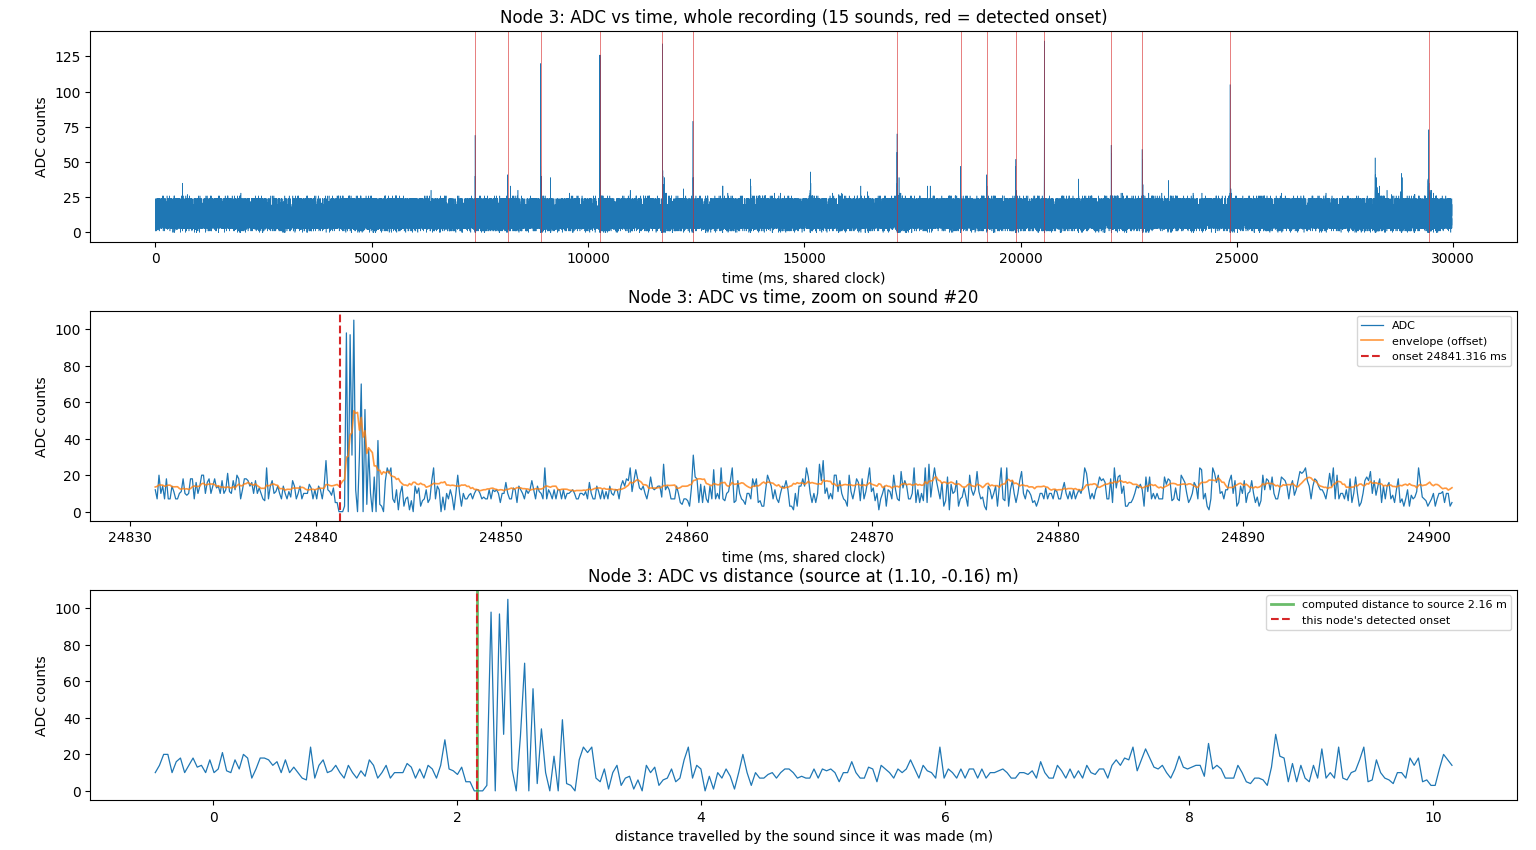 Node 3: ADC vs time, whole recording (15 sounds, red = detected onset)
ADC counts
125
100
75
50
25
0
0 5000 10000 15000 20000 25000 30000
time (ms, shared clock)
Node 3: ADC vs time, zoom on sound #20
ADC counts
100
80
60
40
20
0
ADC
envelope (offset)
onset 24841.316 ms
24830 24840 24850 24860 24870 24880 24890 24900
time (ms, shared clock)
Node 3: ADC vs distance (source at (1.10, -0.16) m)
ADC counts
100
80
60
40
20
0
computed distance to source 2.16 m
this node's detected onset
0 2 4 6 8 10
distance travelled by the sound since it was made (m)